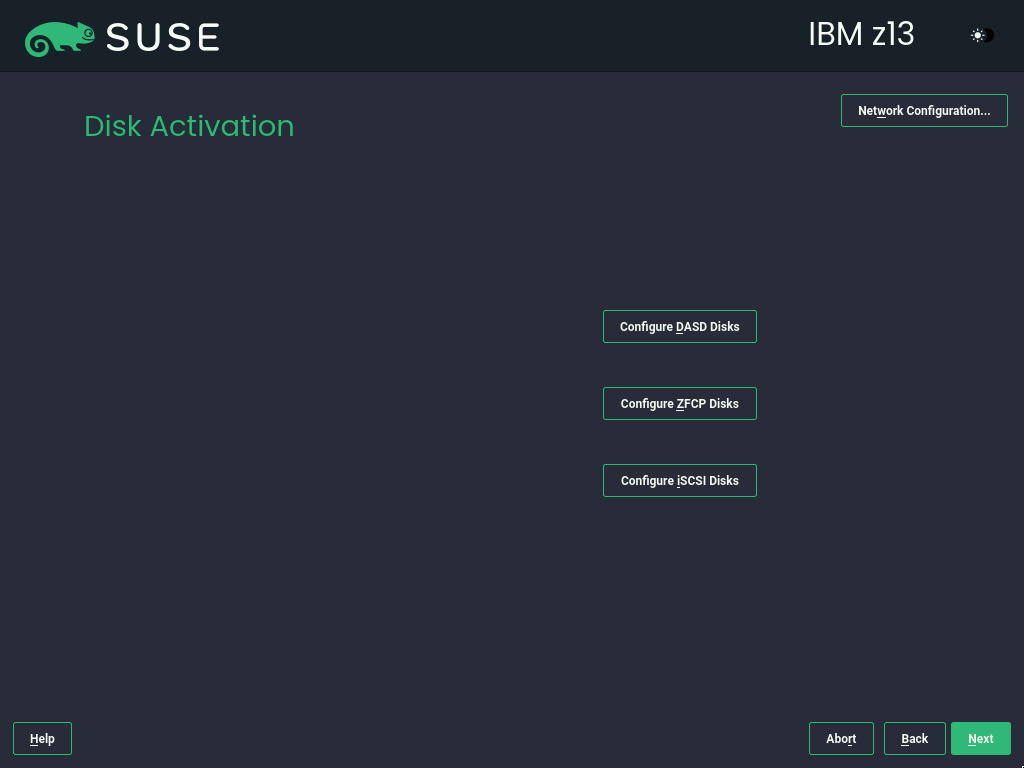 SUSE
IBM z13
Network Configuration...
Disk Activation
Configure DASD Disks
Configure ZFCP Disks
Configure iSCSI Disks
Help
Abort
Back
Next